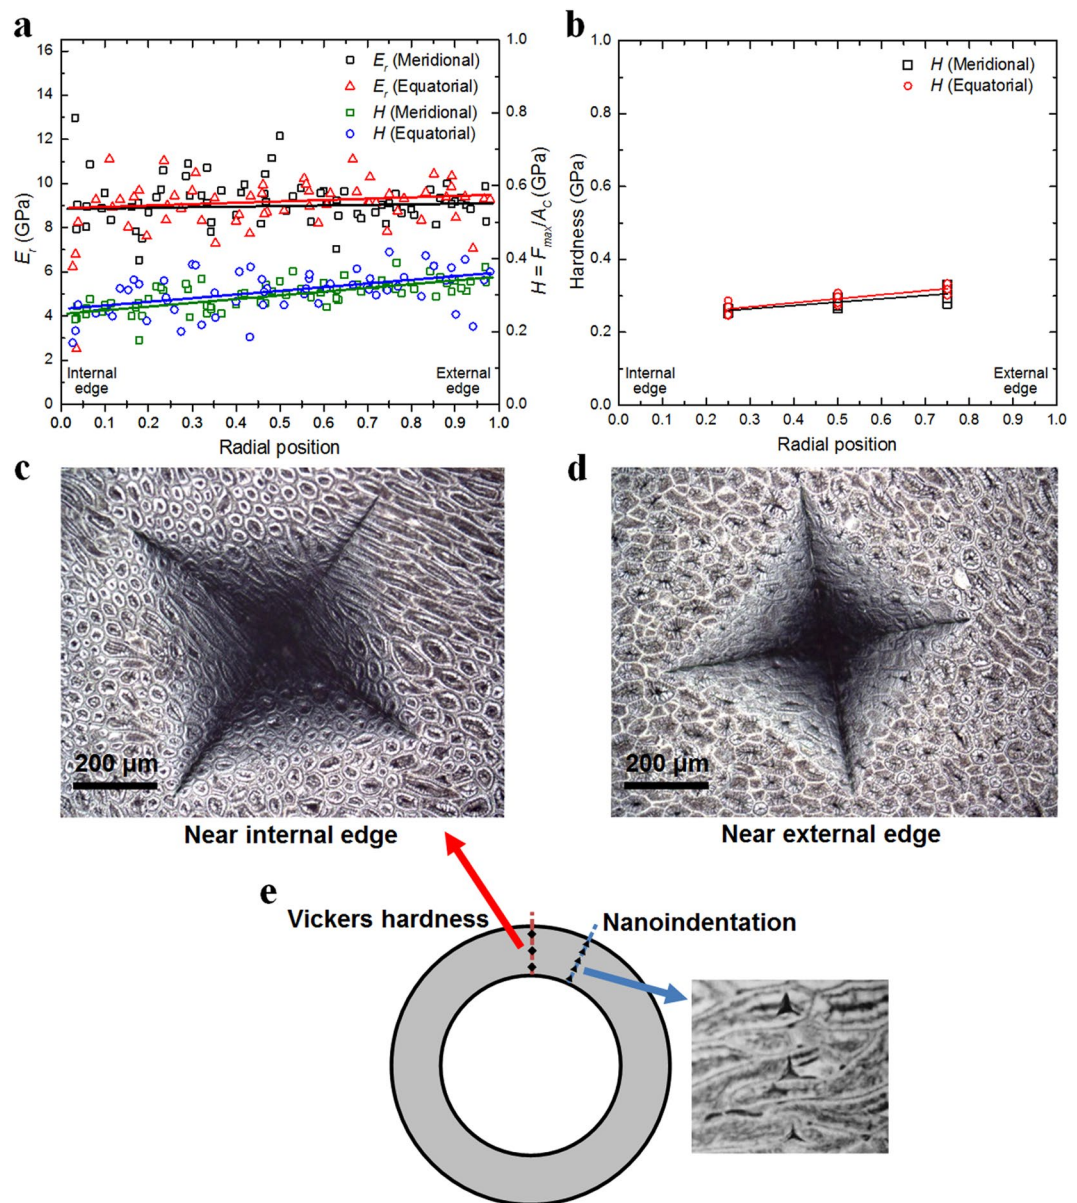 a
16
14
12
10
8
6
4
2
0
E_r (GPa)
1.0
0.8
0.6
0.4
0.2
0.0
H = F_max/A_C (GPa)
E_r (Meridional)
E_r (Equatorial)
H (Meridional)
H (Equatorial)
Internal
edge
External
edge
0.0 0.1 0.2 0.3 0.4 0.5 0.6 0.7 0.8 0.9 1.0
Radial position
b
1.0
0.8
0.6
0.4
0.2
0.0
Hardness (GPa)
H (Meridional)
H (Equatorial)
Internal
edge
External
edge
0.0 0.1 0.2 0.3 0.4 0.5 0.6 0.7 0.8 0.9 1.0
Radial position
c
200 μm
Near internal edge
d
200 μm
Near external edge
e
Vickers hardness
Nanoindentation